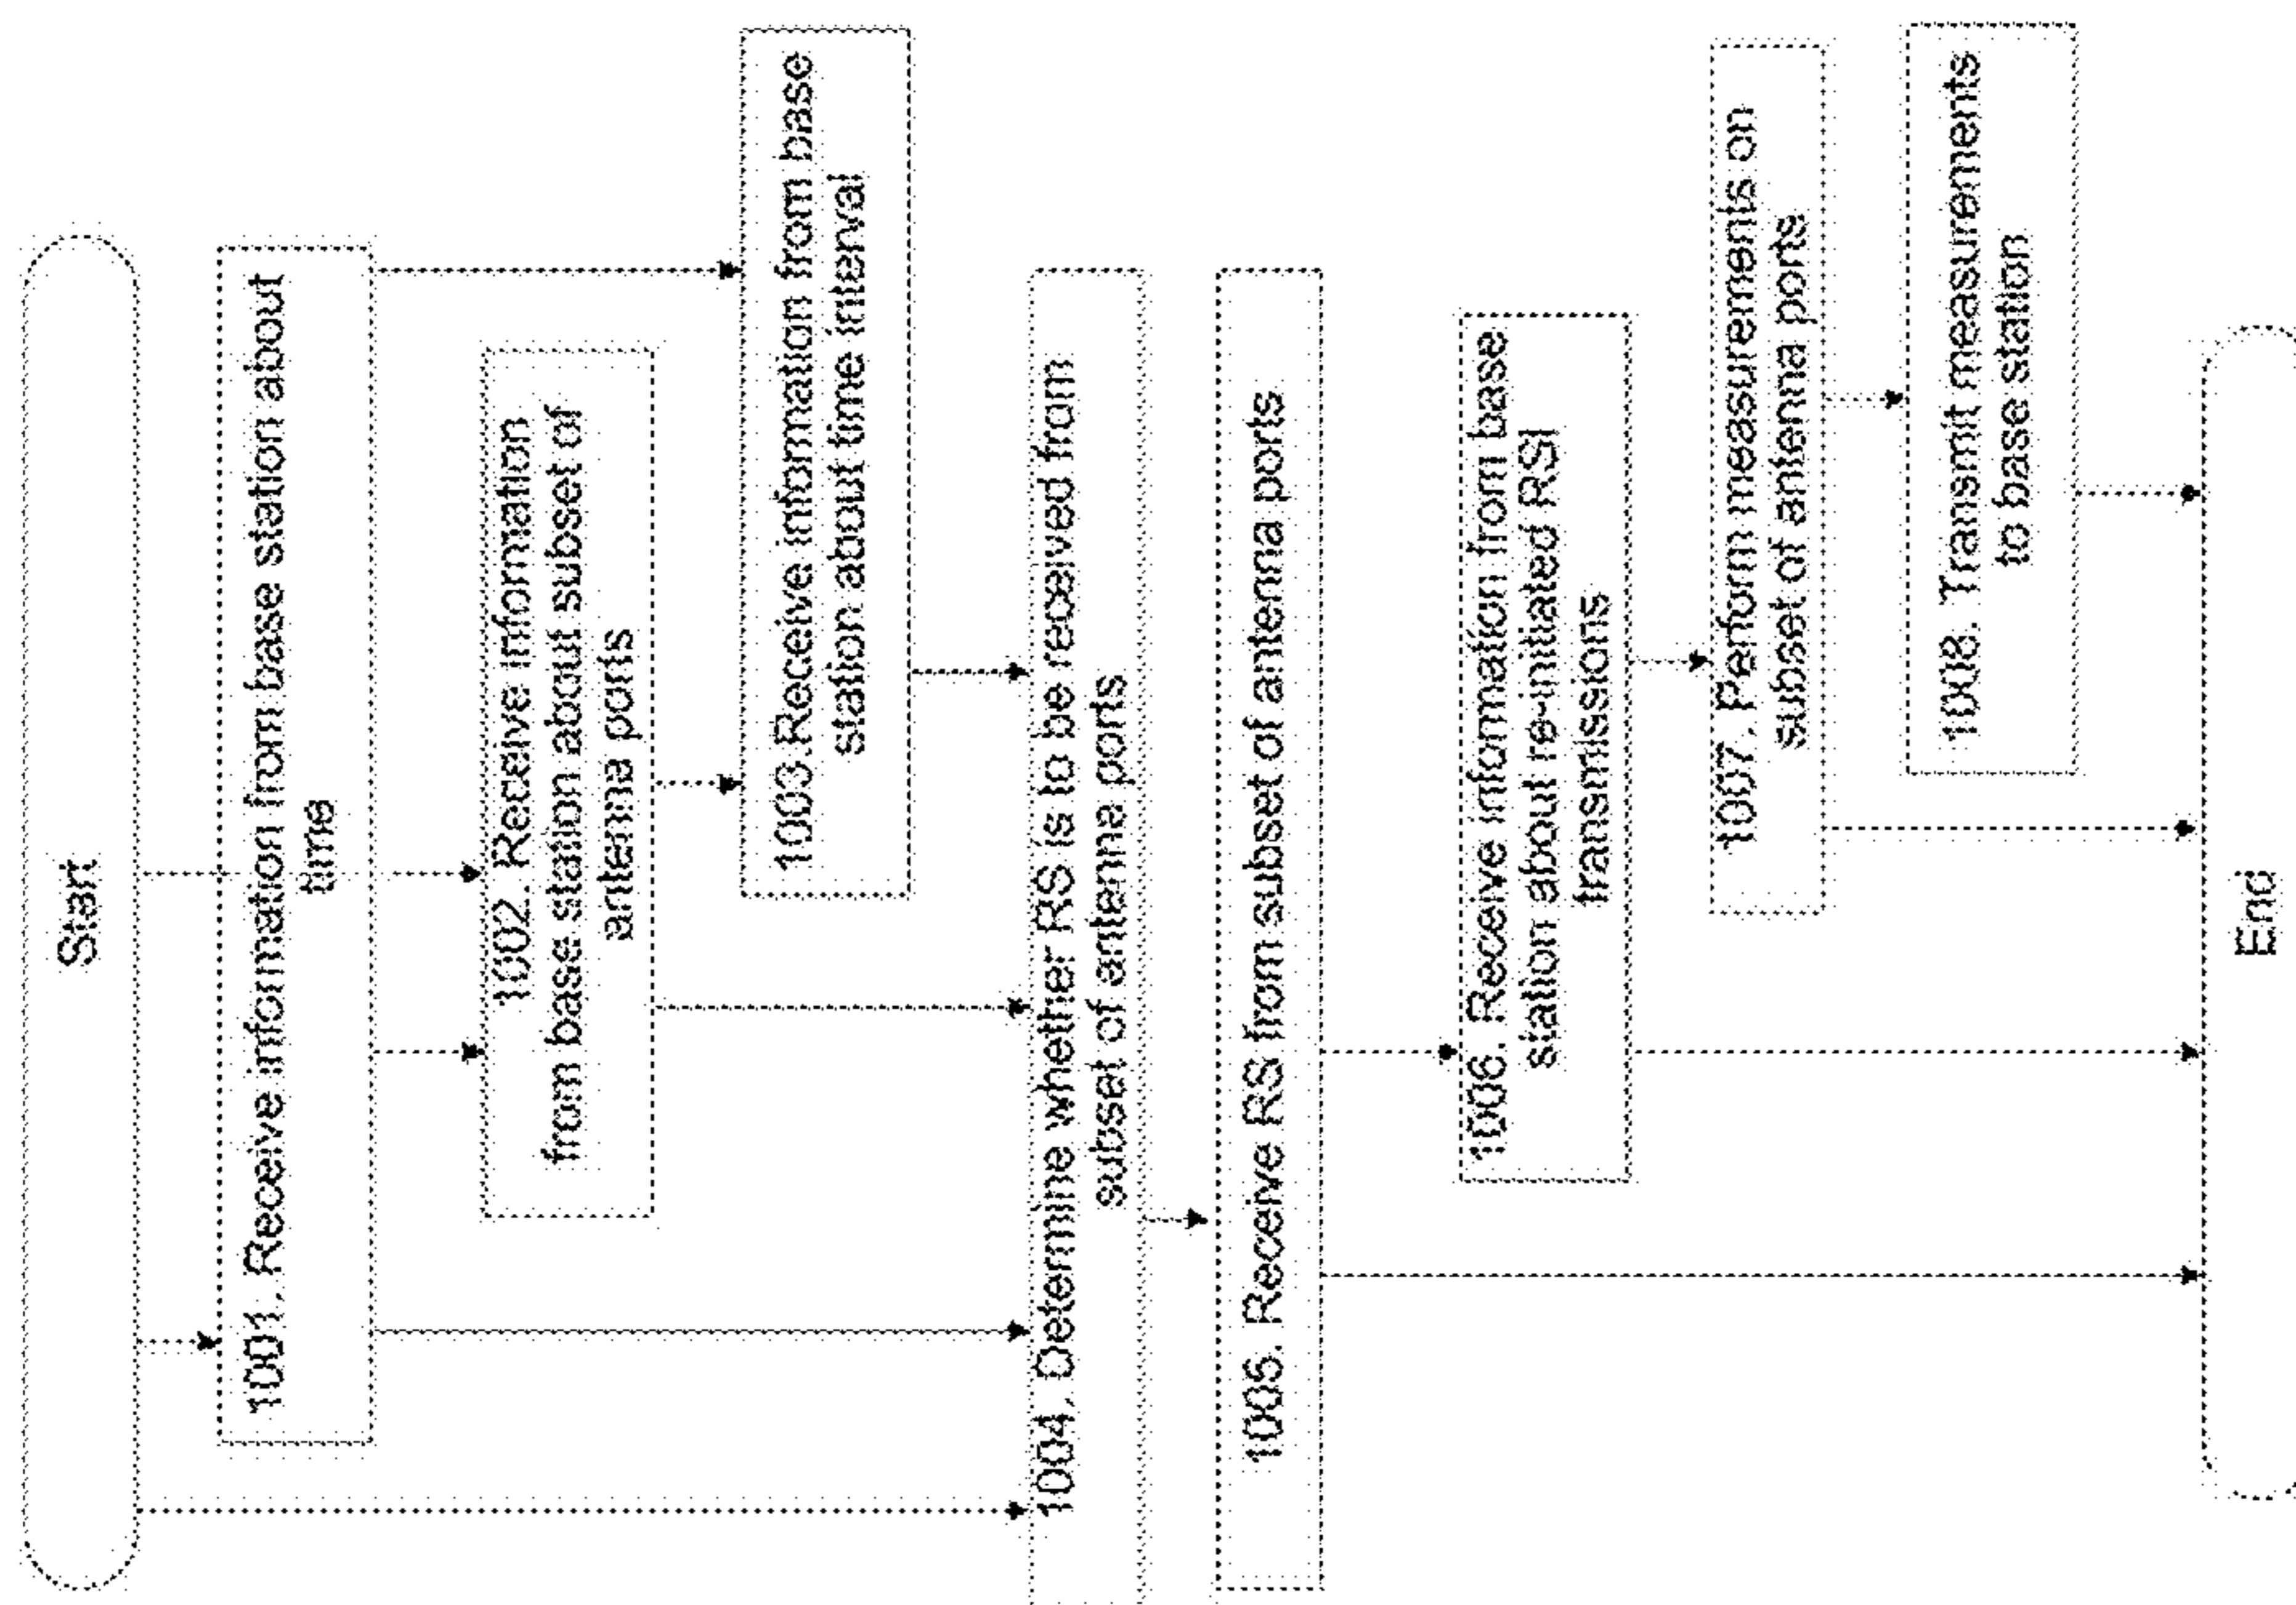 Start
1001. Receive information from base station about
time
1002. Receive information
from base station about subset of
antenna ports
1003.Receive information from base
station about time interval
1004. Determine whether RS is to be received from
subset of antenna ports
1005. Receive RS from subset of antenna ports
1006. Receive information from base
station about re-initiated RSI
transmissions
1007. Perform measurements on
subset of antenna ports
1008. Transmit measurements
to base station
End